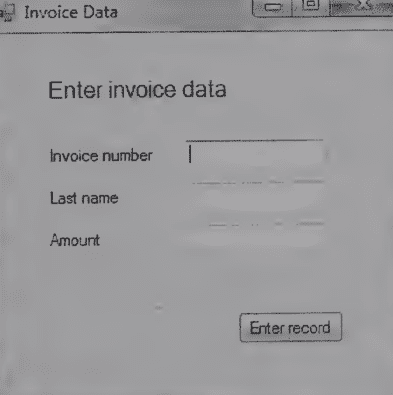 Invoice Data
Enter invoice data
Invoice number
Last name
Amount
Enter record